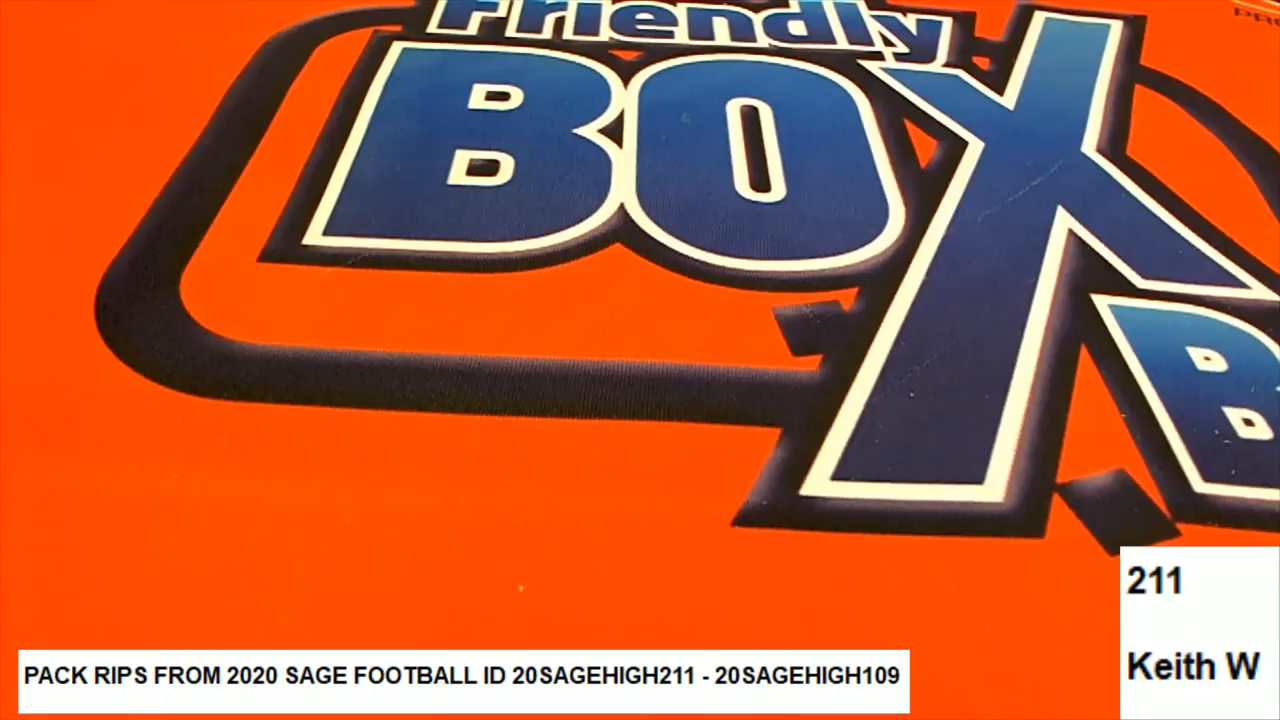 Friendly
BOX
211
Keith W
PACK RIPS FROM 2020 SAGE FOOTBALL ID 20SAGEHIGH211 - 20SAGEHIGH109